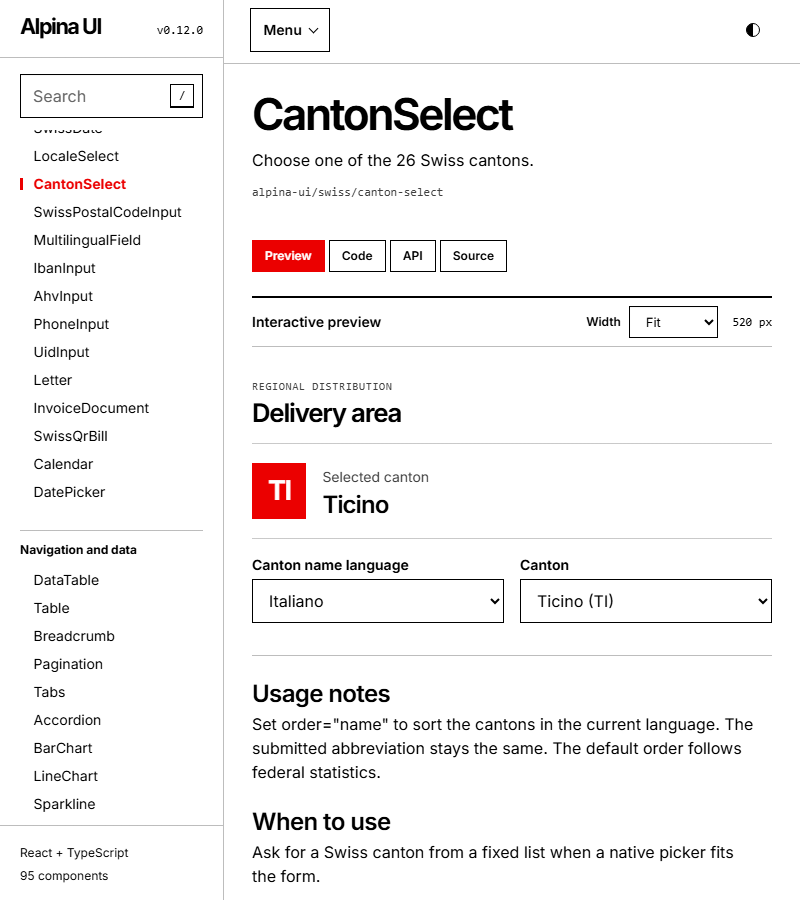 Alpina UI
v0.12.0
Search
/
SwissDate
LocaleSelect
CantonSelect
SwissPostalCodeInput
MultilingualField
IbanInput
AhvInput
PhoneInput
UidInput
Letter
InvoiceDocument
SwissQrBill
Calendar
DatePicker
Navigation and data
DataTable
Table
Breadcrumb
Pagination
Tabs
Accordion
BarChart
LineChart
Sparkline
React + TypeScript
95 components
Menu
CantonSelect
Choose one of the 26 Swiss cantons.
alpina-ui/swiss/canton-select
Preview
Code
API
Source
Interactive preview
Width
Fit
520 px
REGIONAL DISTRIBUTION
Delivery area
TI
Selected canton
Ticino
Canton name language
Italiano
Canton
Ticino (TI)
Usage notes
Set order="name" to sort the cantons in the current language. The
submitted abbreviation stays the same. The default order follows
federal statistics.
When to use
Ask for a Swiss canton from a fixed list when a native picker fits
the form.